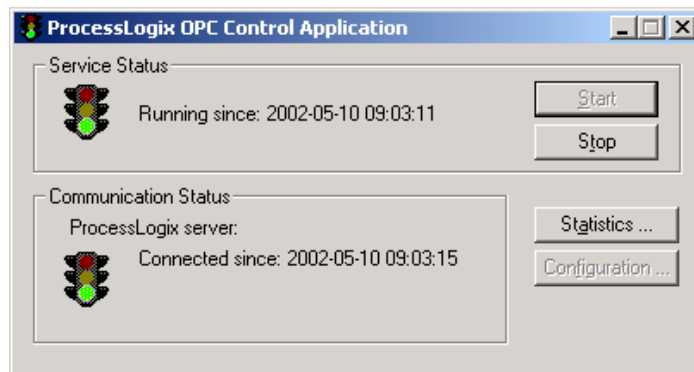 ProcessLogix OPC Control Application
Service Status
Running since: 2002-05-10 09:03:11
Start
Stop
Communication Status
ProcessLogix server:
Connected since: 2002-05-10 09:03:15
Statistics ...
Configuration ...